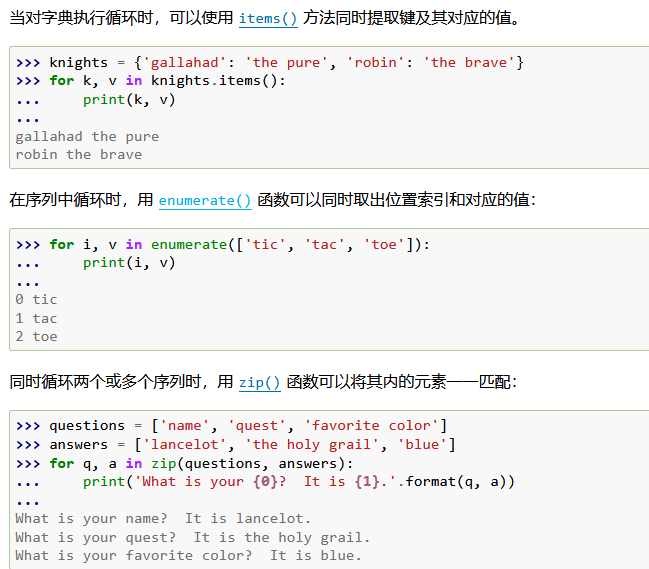 当对字典执行循环时，可以使用 items() 方法同时提取键及其对应的值。
>>> knights = {'gallahad': 'the pure', 'robin': 'the brave'}
>>> for k, v in knights.items():
...     print(k, v)
...
gallahad the pure
robin the brave
在序列中循环时，用 enumerate() 函数可以同时取出位置索引和对应的值：
>>> for i, v in enumerate(['tic', 'tac', 'toe']):
...     print(i, v)
...
0 tic
1 tac
2 toe
同时循环两个或多个序列时，用 zip() 函数可以将其内的元素一一匹配：
>>> questions = ['name', 'quest', 'favorite color']
>>> answers = ['lancelot', 'the holy grail', 'blue']
>>> for q, a in zip(questions, answers):
...     print('What is your {0}?  It is {1}.'.format(q, a))
...
What is your name?  It is lancelot.
What is your quest?  It is the holy grail.
What is your favorite color?  It is blue.